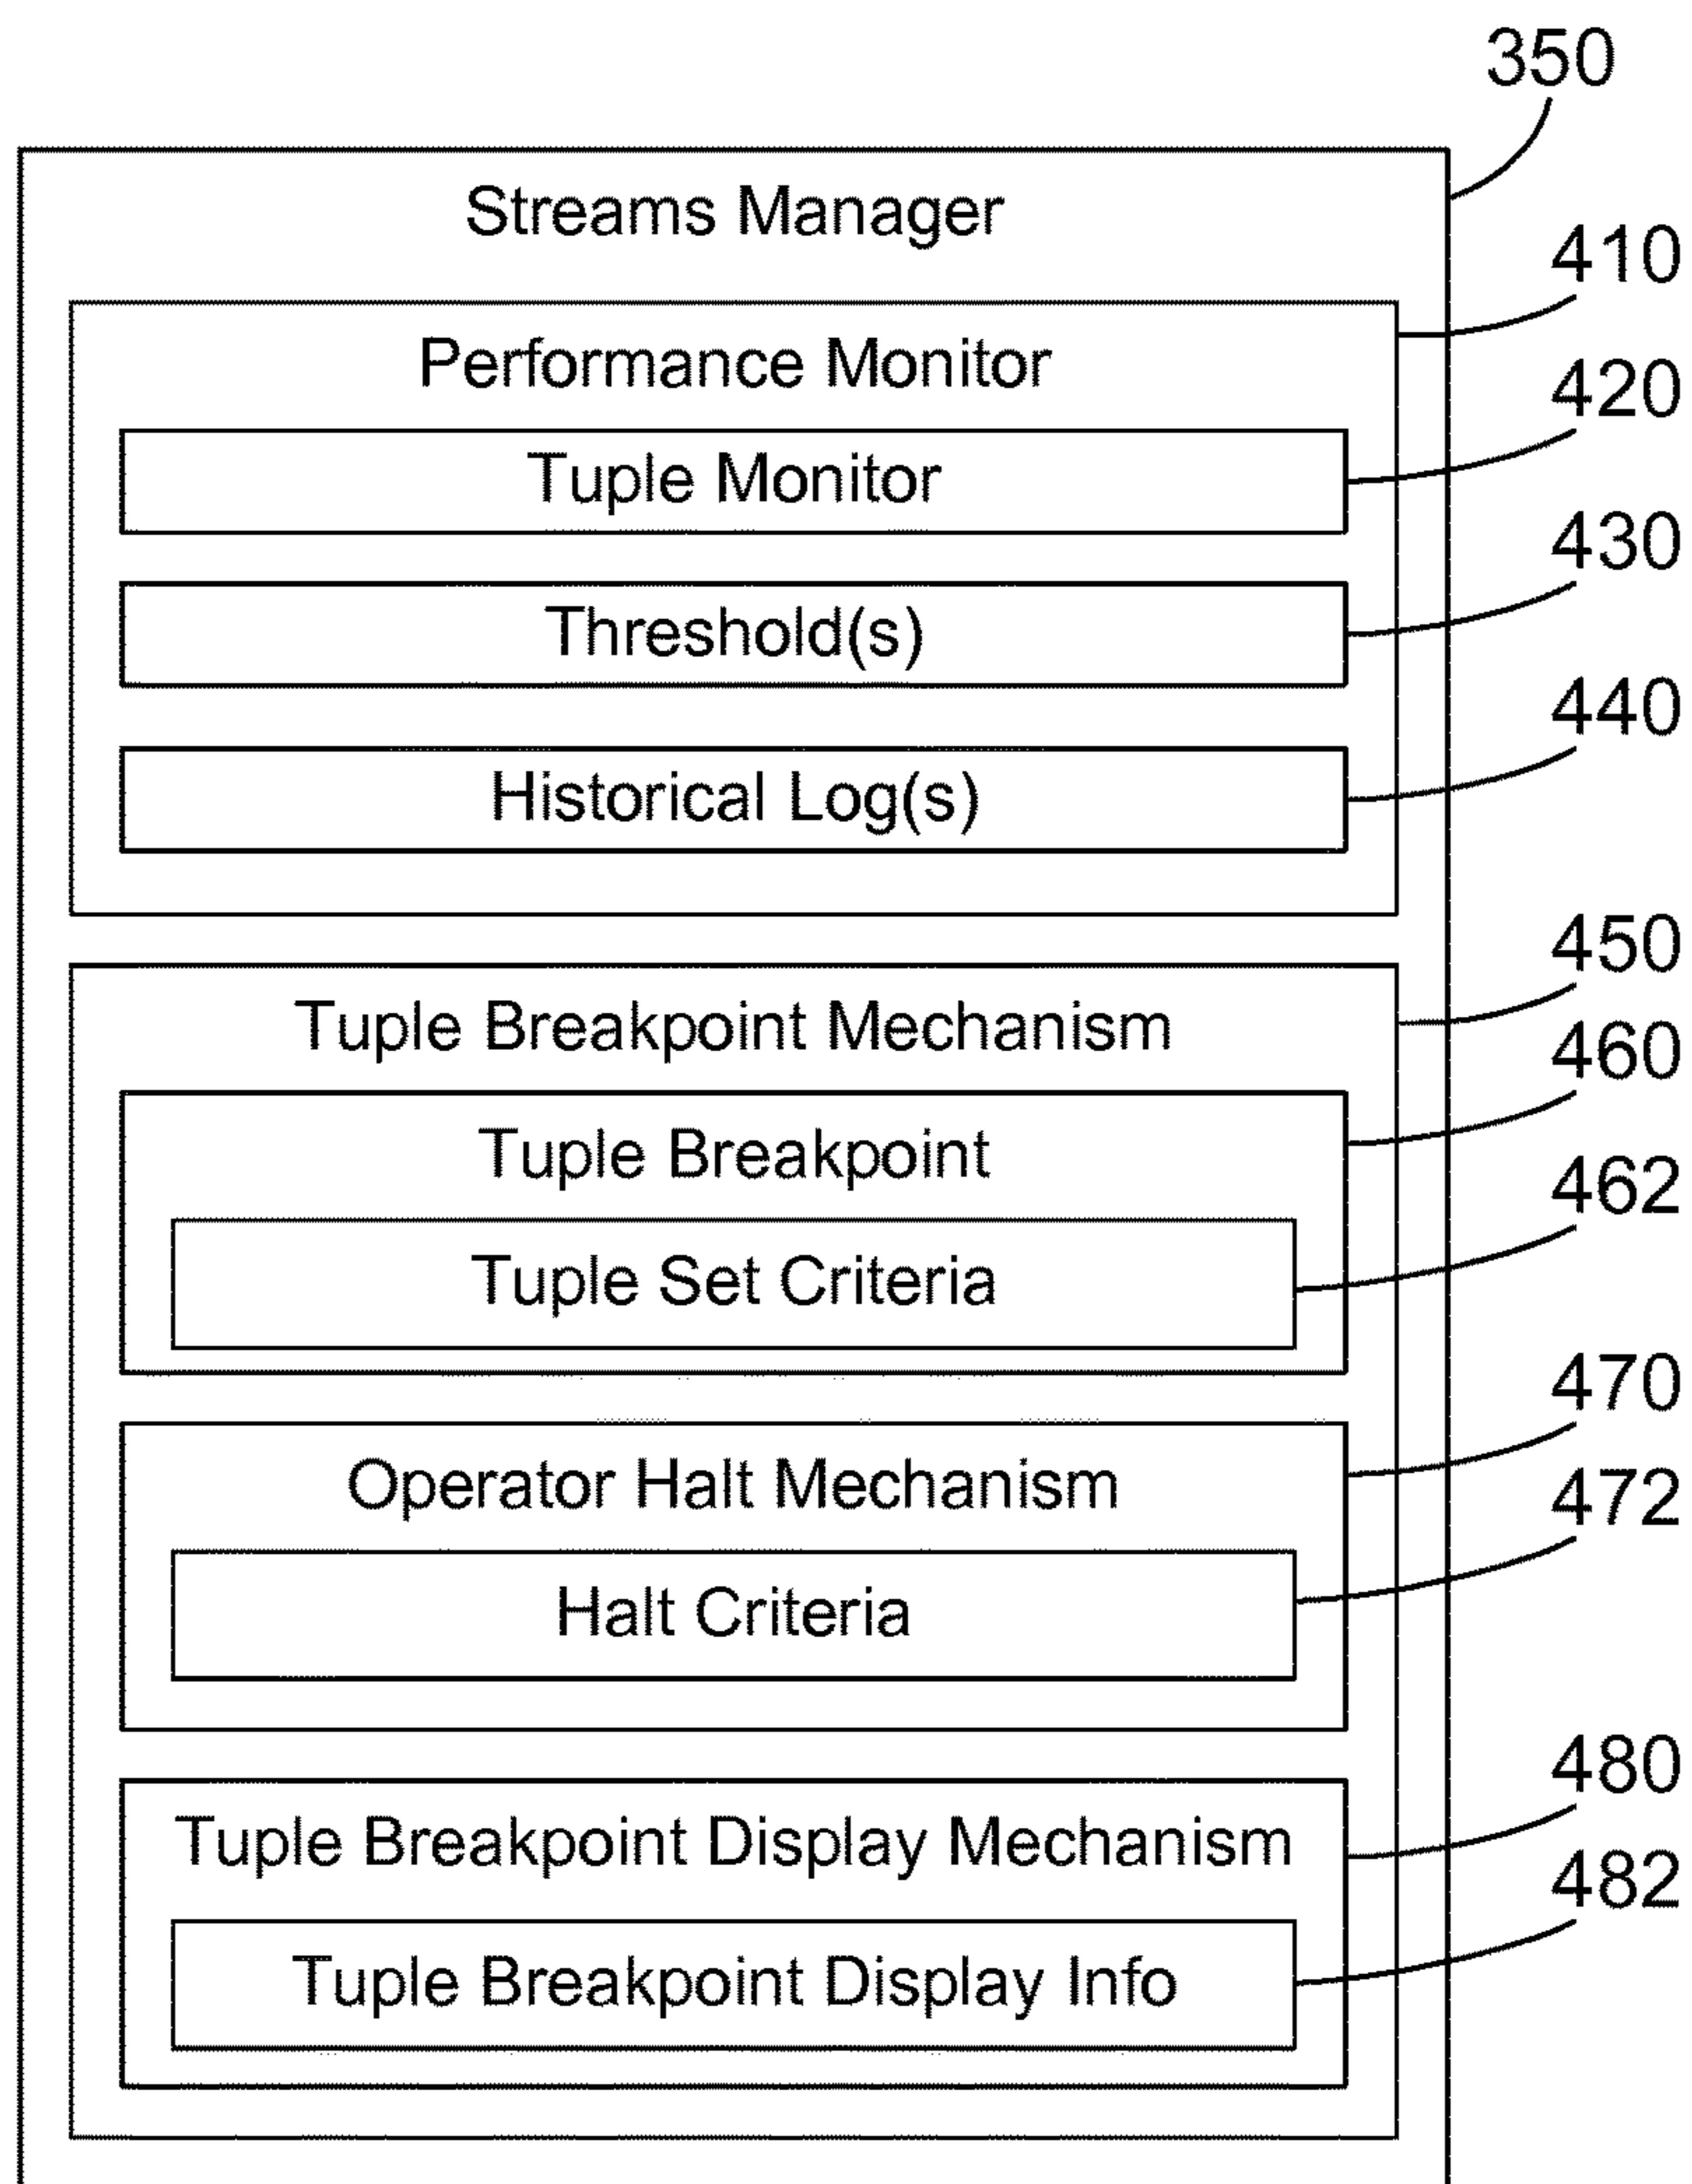 350
Streams Manager
410
Performance Monitor
420
Tuple Monitor
430
Threshold(s)
440
Historical Log(s)
450
Tuple Breakpoint Mechanism
460
Tuple Breakpoint
462
Tuple Set Criteria
470
Operator Halt Mechanism
472
Halt Criteria
480
Tuple Breakpoint Display Mechanism
482
Tuple Breakpoint Display Info